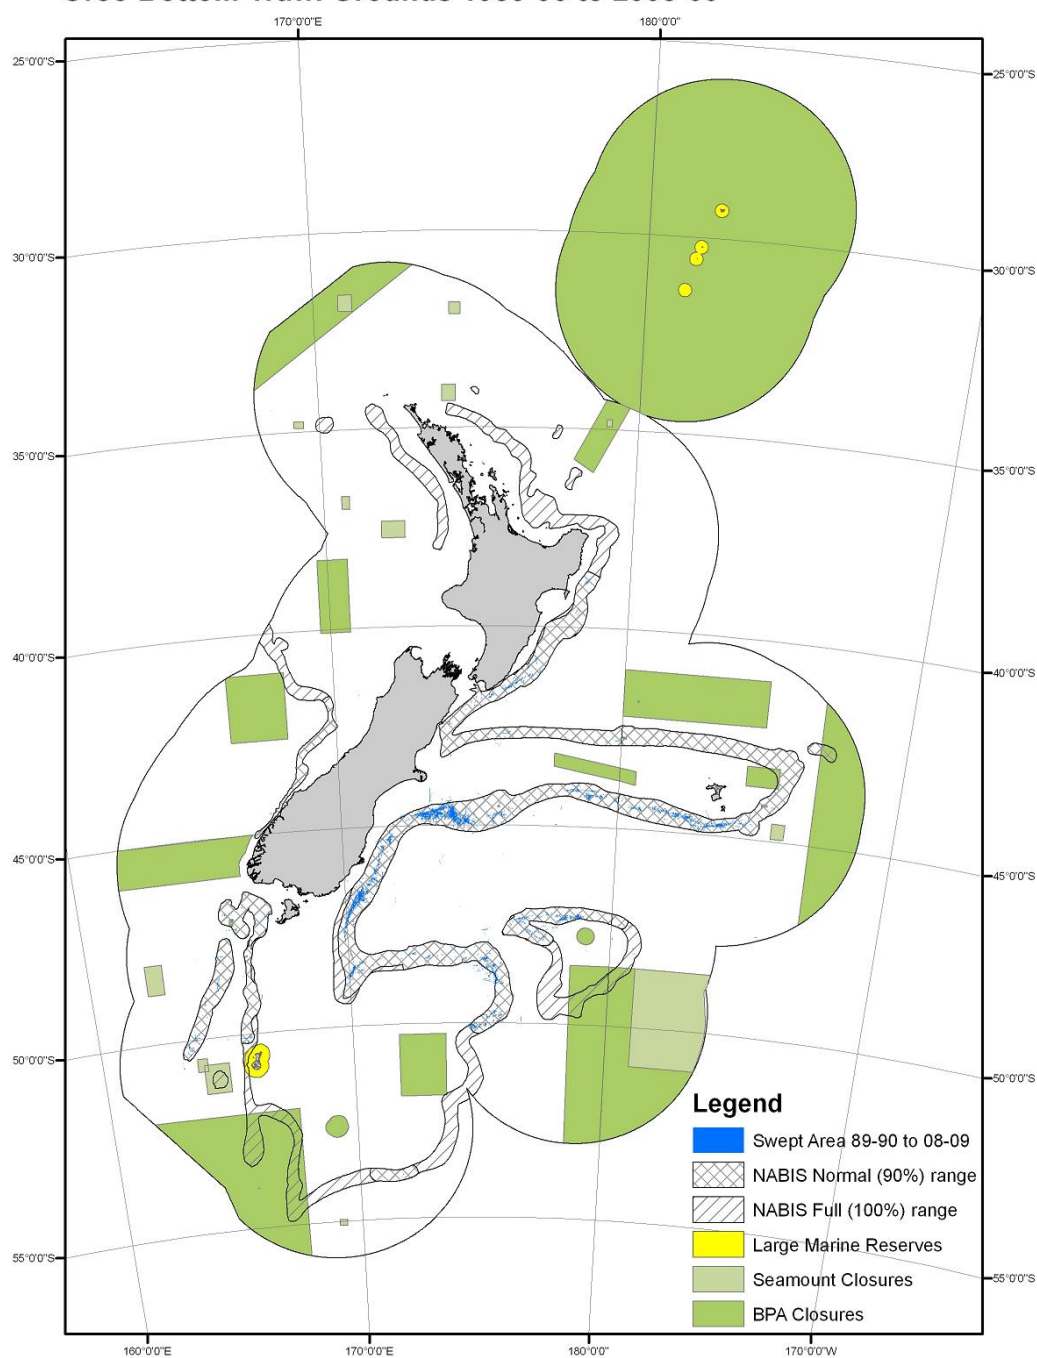 170°0'0"E
180°0'0"
25°0'0"S
25°0'0"S
30°0'0"S
30°0'0"S
35°0'0"S
35°0'0"S
40°0'0"S
40°0'0"S
45°0'0"S
45°0'0"S
50°0'0"S
50°0'0"S
55°0'0"S
55°0'0"S
Legend
Swept Area 89-90 to 08-09
NABIS Normal (90%) range
NABIS Full (100%) range
Large Marine Reserves
Seamount Closures
BPA Closures
160°0'0"E
170°0'0"E
180°0'0"
170°0'0"W